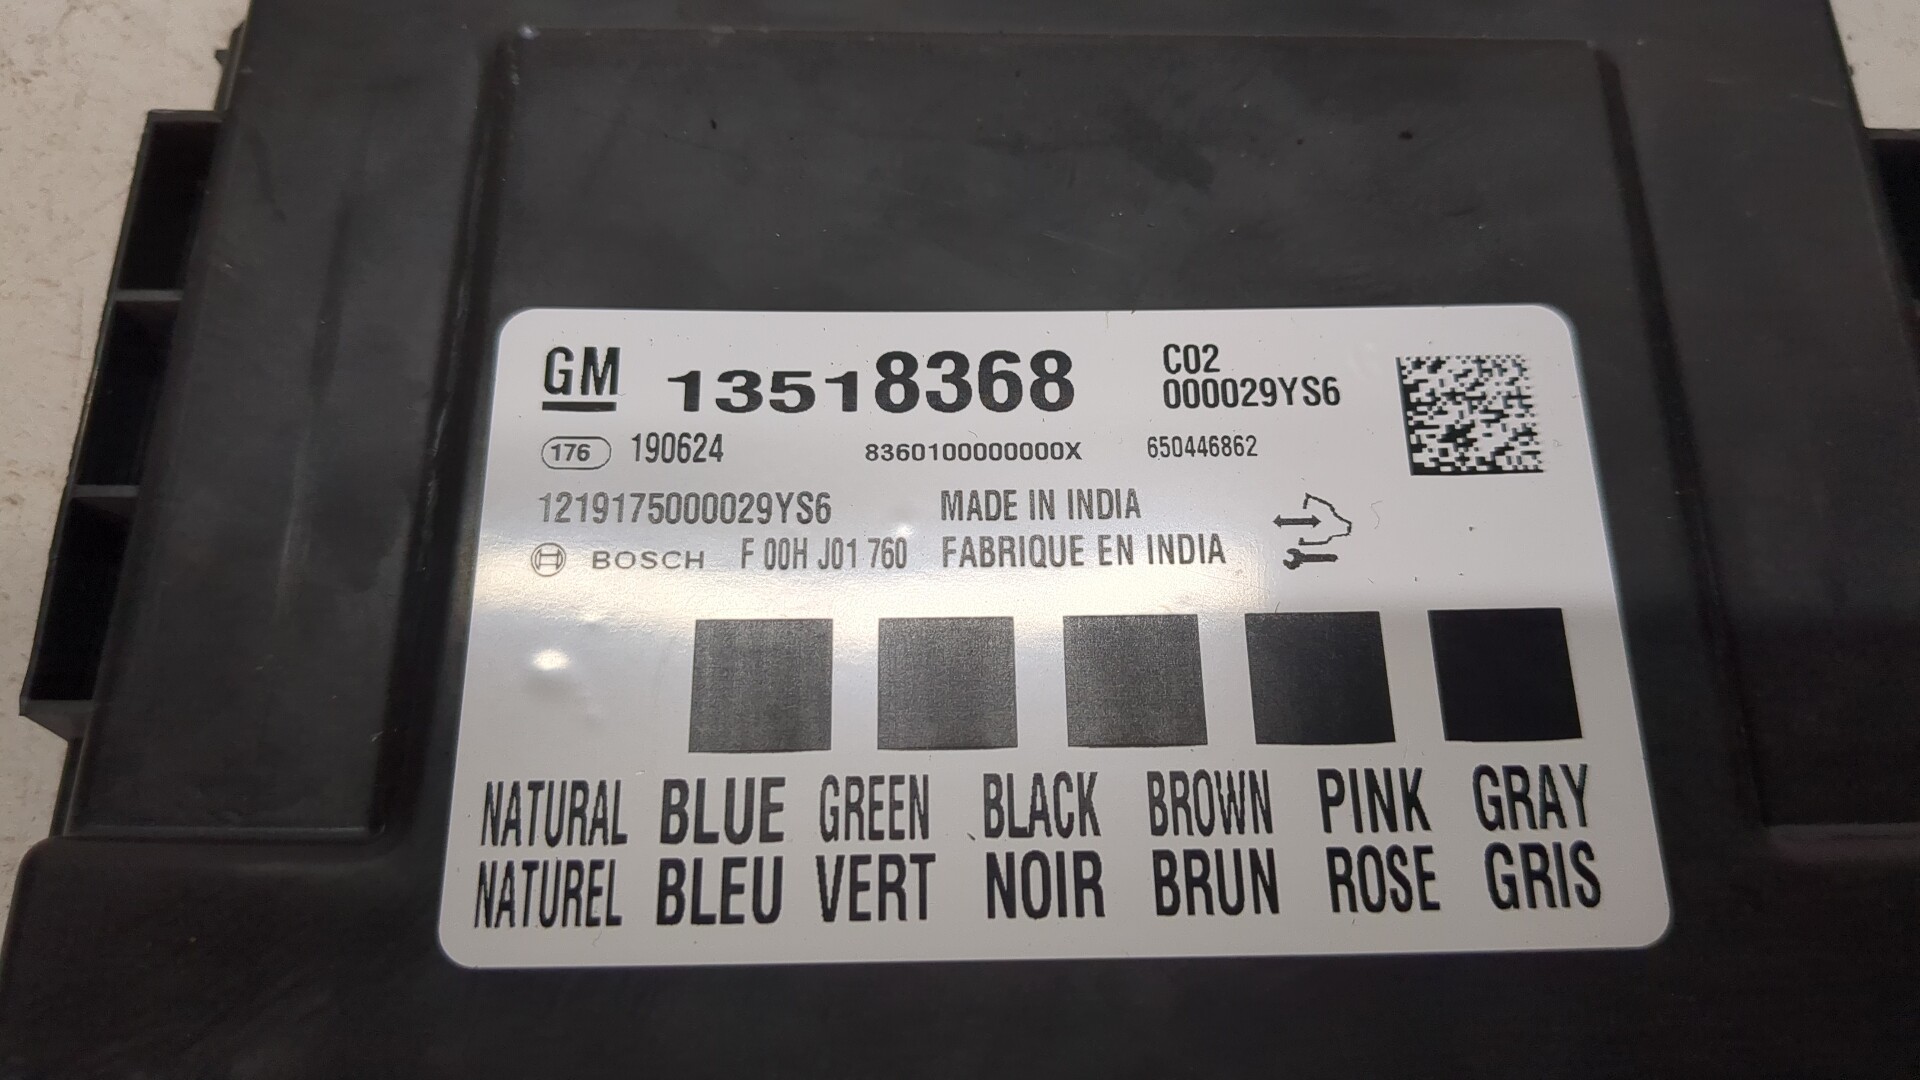 GM 13518368 C02
000029YS6
176 190624 8360100000000X 650446862
1219175000029YS6 MADE IN INDIA
BOSCH F 00H J01 760 FABRIQUE EN INDIA
NATURAL BLUE GREEN BLACK BROWN PINK GRAY
NATUREL BLEU VERT NOIR BRUN ROSE GRIS